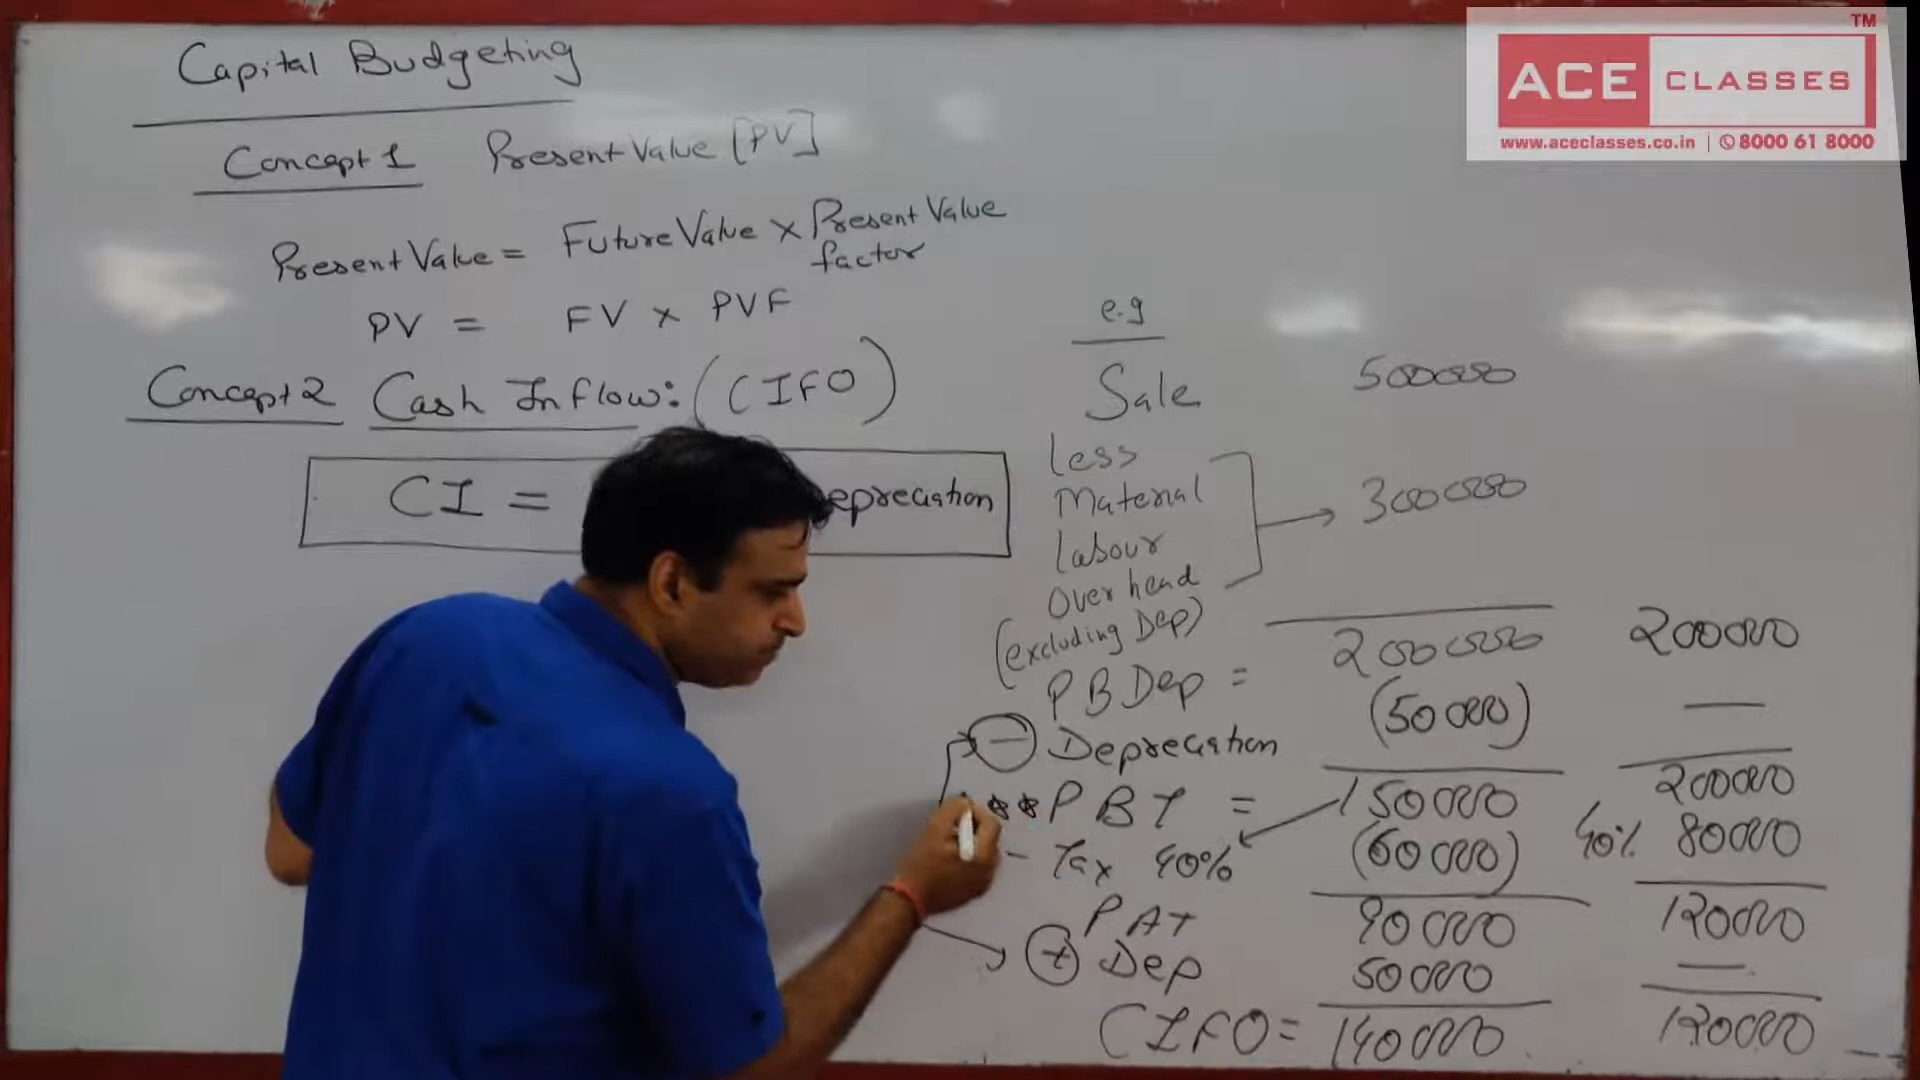 Capital Budgeting
Concept 1 Present Value [PV]
Present Value = Future Value × Present Value
factor
PV = FV × PVF
Concept 2 Cash Inflow: (CIFO)
CI =
epreciation
e.g
Sale 500000
less
Material
Labour
Overhead
(excluding Dep)
300000
PBDep = 200000 200000
- Depreciation (50000) —
***PBT = 150000 200000
- Tax 40% (60000) 40% 80000
PAT 90000 120000
+ Dep 50000 —
CIFO = 140000 120000
TM
ACE CLASSES
www.aceclasses.co.in | 8000 61 8000